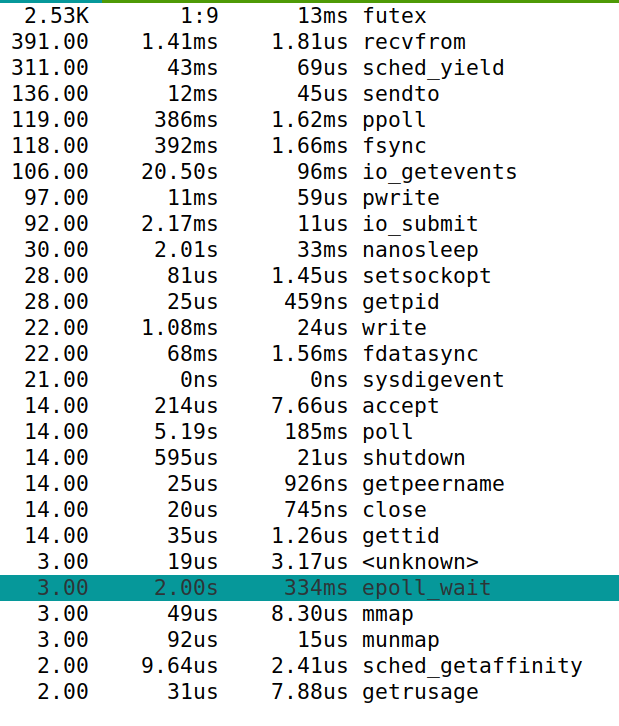 2.53K 1:9 13ms futex
391.00 1.41ms 1.81us recvfrom
311.00 43ms 69us sched_yield
136.00 12ms 45us sendto
119.00 386ms 1.62ms ppoll
118.00 392ms 1.66ms fsync
106.00 20.50s 96ms io_getevents
97.00 11ms 59us pwrite
92.00 2.17ms 11us io_submit
30.00 2.01s 33ms nanosleep
28.00 81us 1.45us setsockopt
28.00 25us 459ns getpid
22.00 1.08ms 24us write
22.00 68ms 1.56ms fdatasync
21.00 0ns 0ns sysdigevent
14.00 214us 7.66us accept
14.00 5.19s 185ms poll
14.00 595us 21us shutdown
14.00 25us 926ns getpeername
14.00 20us 745ns close
14.00 35us 1.26us gettid
3.00 19us 3.17us <unknown>
3.00 2.00s 334ms epoll_wait
3.00 49us 8.30us mmap
3.00 92us 15us munmap
2.00 9.64us 2.41us sched_getaffinity
2.00 31us 7.88us getrusage